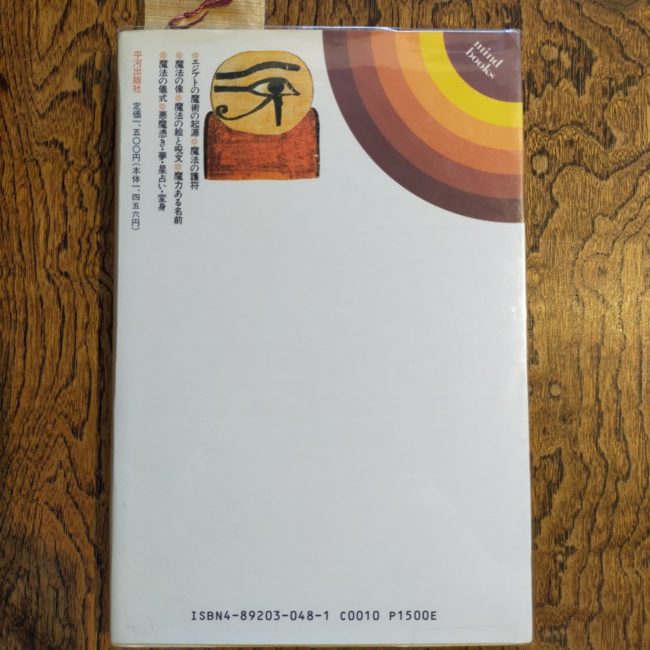 mind
books
●エジプトの魔術の起源●魔法の護符
●魔法の像●魔法の絵と呪文●魔力ある名前
●魔法の儀式●悪魔憑き・夢・星占い・変身
平河出版社 定価一、五〇〇円(本体一、四五六円)
ISBN4-89203-048-1 C0010 P1500E